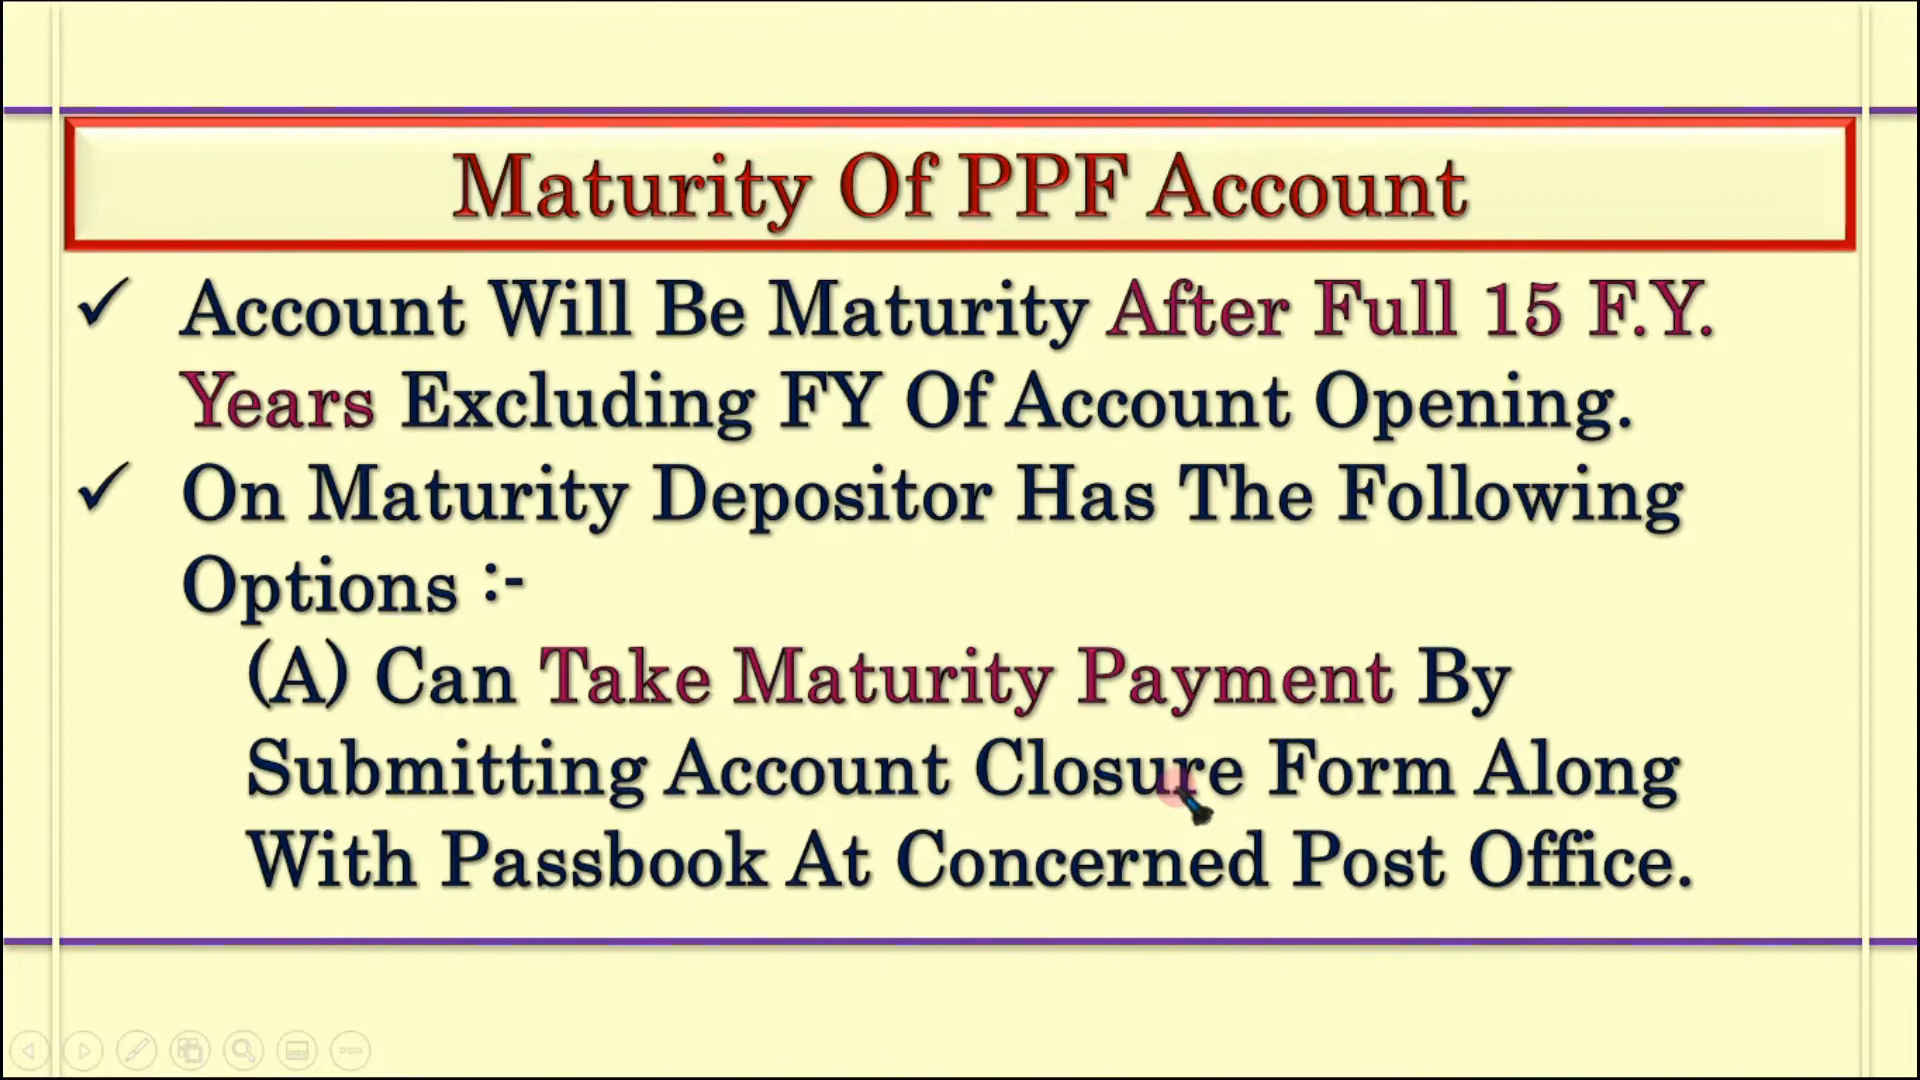 Maturity Of PPF Account
✓ Account Will Be Maturity After Full 15 F.Y.
Years Excluding FY Of Account Opening.
✓ On Maturity Depositor Has The Following
Options :-
(A) Can Take Maturity Payment By
Submitting Account Closure Form Along
With Passbook At Concerned Post Office.